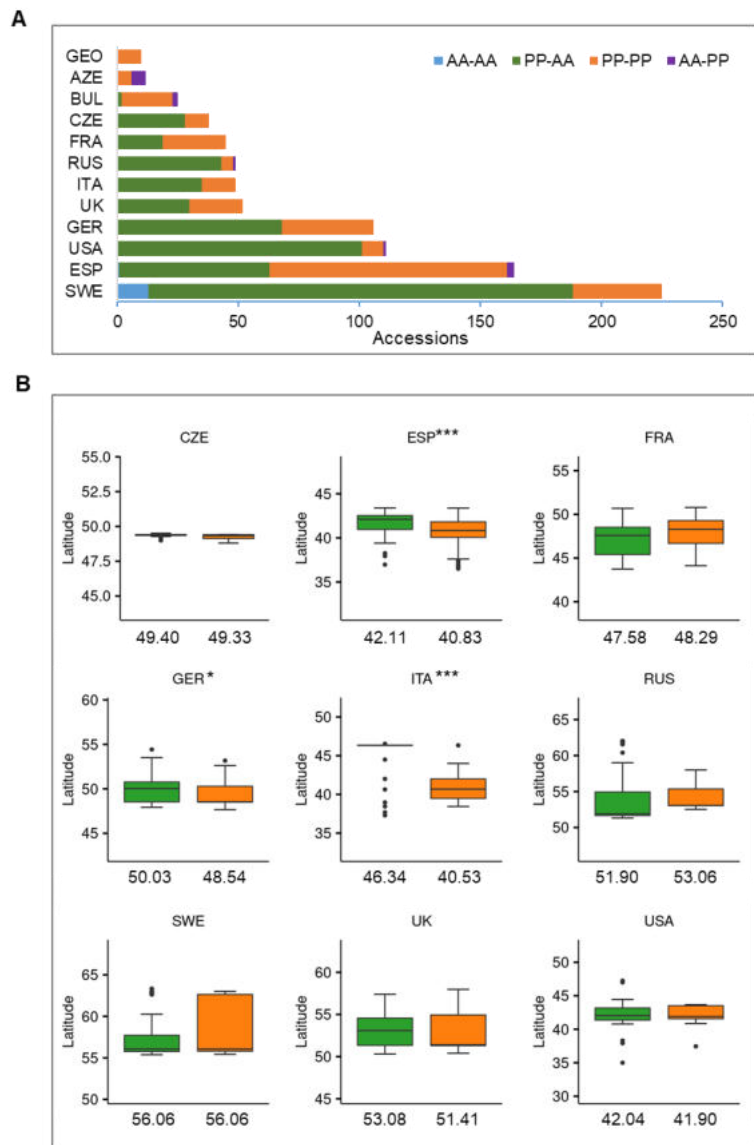 A
GEO
AZE
BUL
CZE
FRA
RUS
ITA
UK
GER
USA
ESP
SWE
AA-AA PP-AA PP-PP AA-PP
0 50 100 150 200 250
Accessions
B
CZE
Latitude
55.0
52.5
50.0
47.5
45.0
49.40 49.33
ESP***
Latitude
45
40
35
42.11 40.83
FRA
Latitude
55
50
45
40
47.58 48.29
GER*
Latitude
60
55
50
45
50.03 48.54
ITA***
Latitude
50
45
40
35
46.34 40.53
RUS
Latitude
65
60
55
50
51.90 53.06
SWE
Latitude
65
60
55
50
56.06 56.06
UK
Latitude
60
55
50
45
53.08 51.41
USA
Latitude
50
45
40
35
30
42.04 41.90